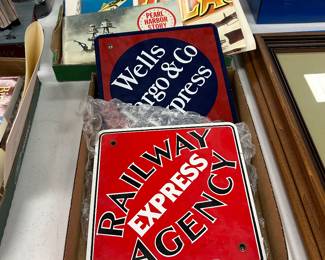 PEARL
HARBOR
STORY
Wells
Fargo & Co
Express
RAILWAY
EXPRESS
AGENCY